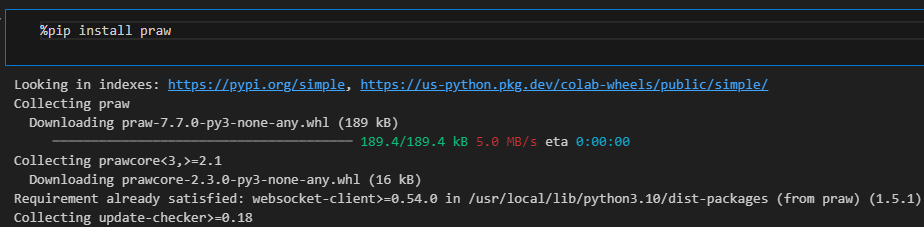 %pip install praw
Looking in indexes: https://pypi.org/simple, https://us-python.pkg.dev/colab-wheels/public/simple/
Collecting praw
Downloading praw-7.7.0-py3-none-any.whl (189 kB)
189.4/189.4 kB 5.0 MB/s eta 0:00:00
Collecting prawcore<3,>=2.1
Downloading prawcore-2.3.0-py3-none-any.whl (16 kB)
Requirement already satisfied: websocket-client>=0.54.0 in /usr/local/lib/python3.10/dist-packages (from praw) (1.5.1)
Collecting update-checker>=0.18